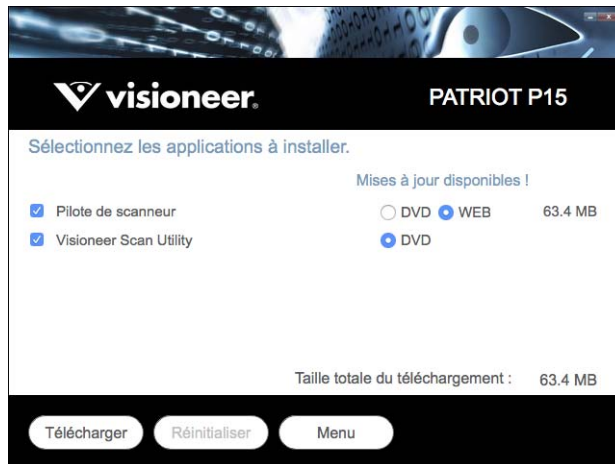 visioneer®
PATRIOT P15
Sélectionnez les applications à installer.
Mises à jour disponibles !
Pilote de scanneur DVD WEB 63.4 MB
Visioneer Scan Utility DVD
Taille totale du téléchargement : 63.4 MB
Télécharger Réinitialiser Menu